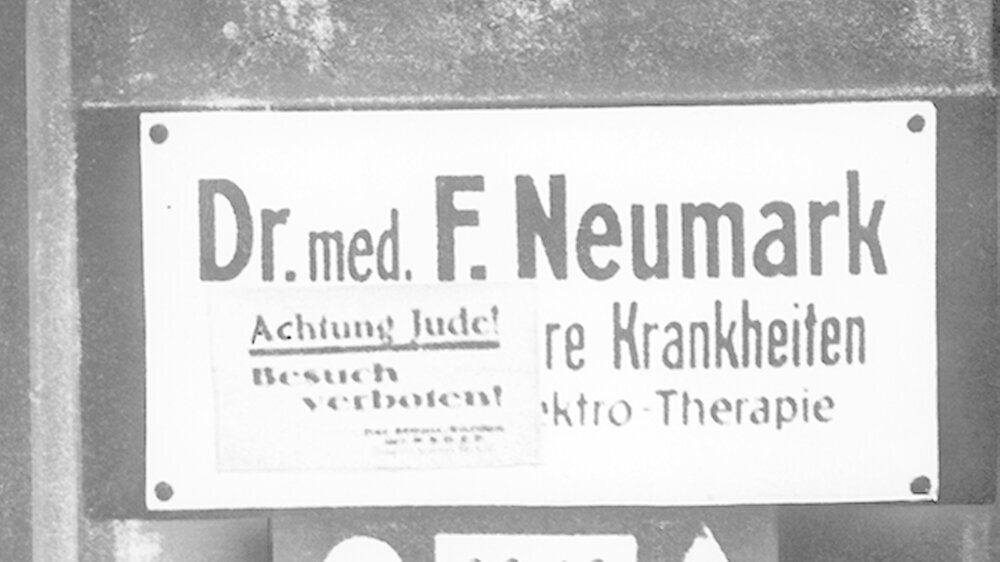 Dr. med. F. Neumark
re Krankheiten
ektro-Therapie
Achtung Jude!
Besuch
verboten!